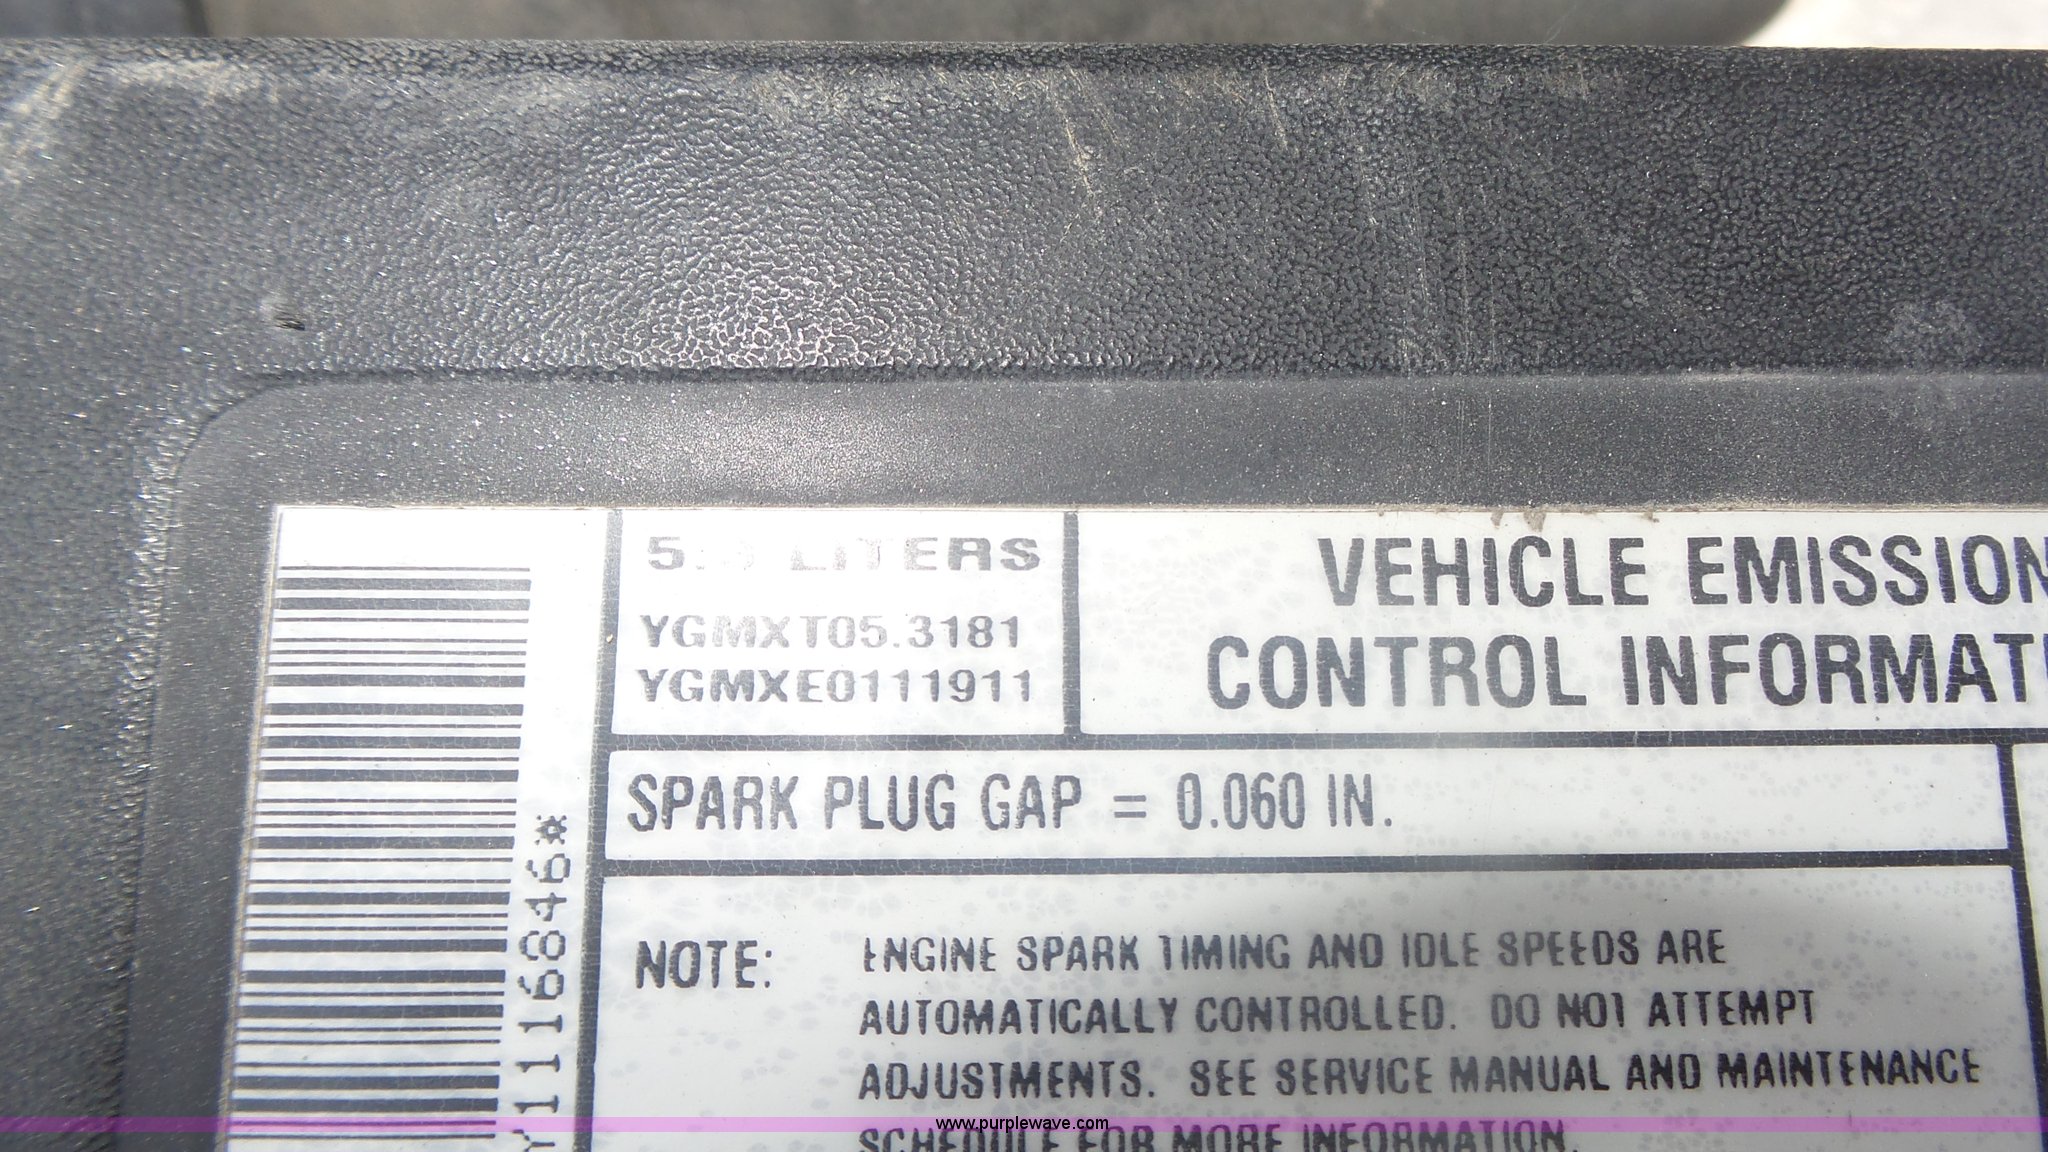 LITERS
YGMXT05.3181
YGMXE0111911
VEHICLE EMISSION
CONTROL INFORMATI
SPARK PLUG GAP = 0.060 IN.
NOTE: ENGINE SPARK TIMING AND IDLE SPEEDS ARE
AUTOMATICALLY CONTROLLED. DO NOT ATTEMPT
ADJUSTMENTS. SEE SERVICE MANUAL AND MAINTENANCE
SCHEDULE FOR MORE INFORMATION.
Y11168846*
www.purplewave.com